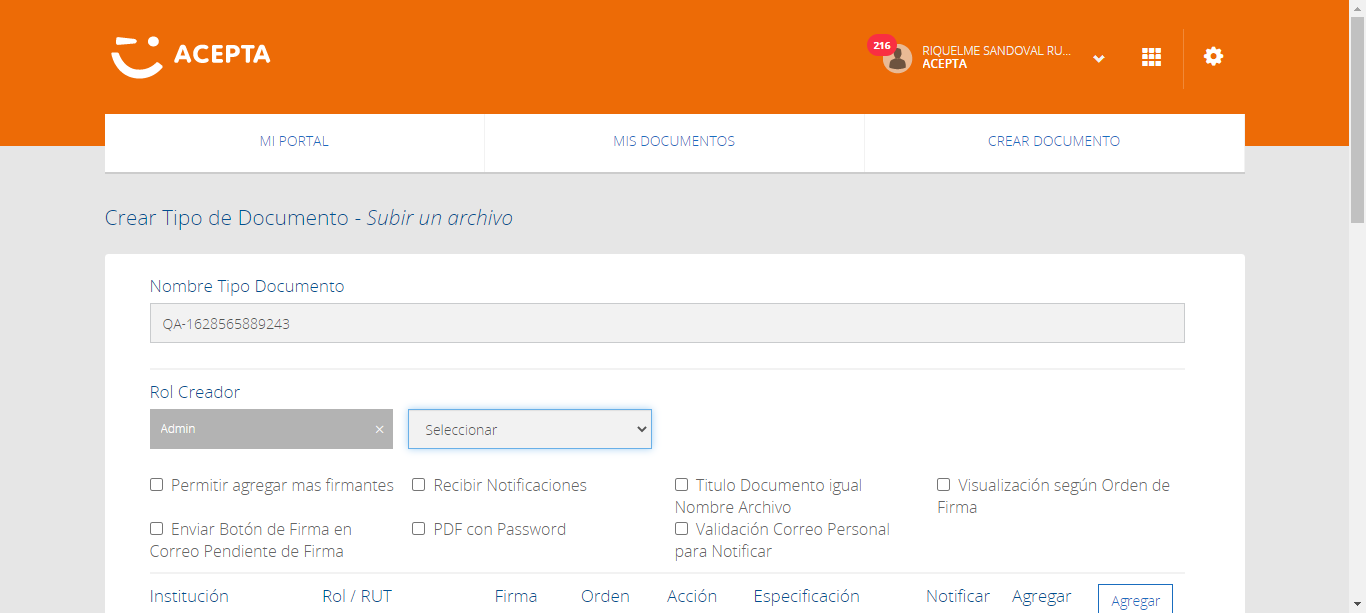 ACEPTA
216
RIQUELME SANDOVAL RU...
ACEPTA
MI PORTAL
MIS DOCUMENTOS
CREAR DOCUMENTO
Crear Tipo de Documento - Subir un archivo
Nombre Tipo Documento
QA-1628565889243
Rol Creador
Admin ×
Seleccionar
Permitir agregar mas firmantes
Recibir Notificaciones
Titulo Documento igual
Nombre Archivo
Visualización según Orden de
Firma
Enviar Botón de Firma en
Correo Pendiente de Firma
PDF con Password
Validación Correo Personal
para Notificar
Institución Rol / RUT Firma Orden Acción Especificación Notificar Agregar Agregar